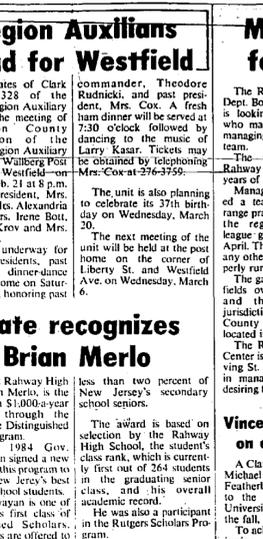 egion Auxilians
d for Westfield
ates of Clark
328 of the
gion Auxiliary
he meeting of
n County
on of the
Auxiliary
Wallberg Post
Westfield on
b. 21 at 8 p.m.
resident, Mrs.
Ms. Alexandria
rs. Irene Bott,
Krov and Mrs.
underway for
residents, past
dinner-dance
ome on Satur-
honoring past
commander, Theodore
Rudnicki, and past presi-
dent, Mrs. Cox. A fresh
ham dinner will be served at
7:30 o'clock followed by
dancing to the music of
Larry Kasar. Tickets may
be obtained by telephoning
Mrs. Cox at 276-3759.
The unit is also planning
to celebrate its 37th birth-
day on Wednesday, March
20.
The next meeting of the
unit will be held at the post
home on the corner of
Liberty St. and Westfield
Ave. on Wednesday, March
6.
ate recognizes
Brian Merlo
Rahway High
n Merlo, is the
$1,000-a-year
through the
Distinguished
gram.
1984 Gov.
n signed a new
this program to
ew Jersy's best
hool students.
wayan is one of
s first class of
ed Scholars.
s are offered to
less than two percent of
New Jersey's secondary
school seniors.
The award is based on
selection by the Rahway
High School, the student's
class rank, which is current-
ly first out of 264 students
in the graduating senior
class, and his overall
academic record.
He was also a participant
in the Rutgers Scholars Pro-
gram.
M
fo
The R
Dept. Bo
is lookin
who ma
managing
team.
The
Rahway
years of
Manag
ed a tea
range pra
the reg
league g
April. Th
any othe
perly run
The ga
fields ov
and th
jurisdicti
County
located i
The R
Center is
ving St.
in mana
desiring t
Vince
on
A Cla
Michael
Feather
to the
Universi
the fall,
To ach